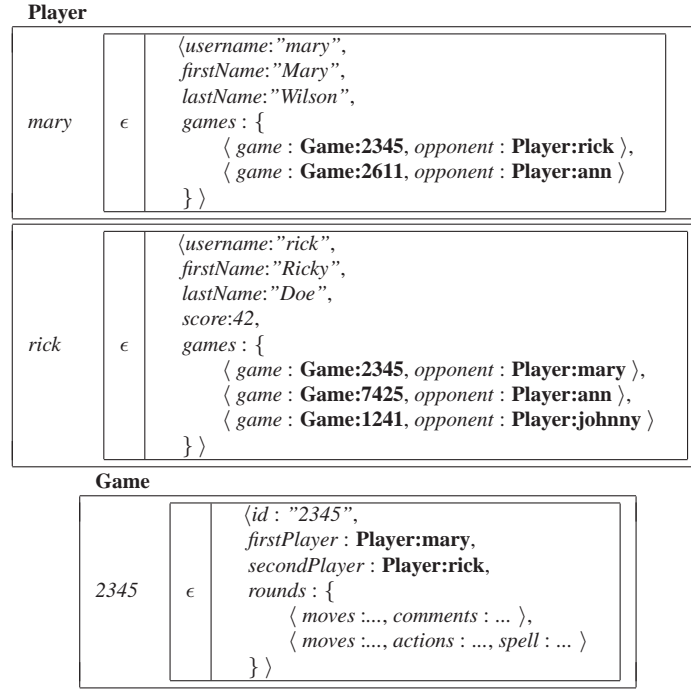 Player
⟨username:"mary",
firstName:"Mary",
lastName:"Wilson",
mary ϵ games : {
⟨ game : Game:2345, opponent : Player:rick ⟩,
⟨ game : Game:2611, opponent : Player:ann ⟩
} ⟩
⟨username:"rick",
firstName:"Ricky",
lastName:"Doe",
score:42,
rick ϵ games : {
⟨ game : Game:2345, opponent : Player:mary ⟩,
⟨ game : Game:7425, opponent : Player:ann ⟩,
⟨ game : Game:1241, opponent : Player:johnny ⟩
} ⟩
Game
⟨id : "2345",
firstPlayer : Player:mary,
secondPlayer : Player:rick,
2345 ϵ rounds : {
⟨ moves :..., comments : ... ⟩,
⟨ moves :..., actions : ..., spell : ... ⟩
} ⟩